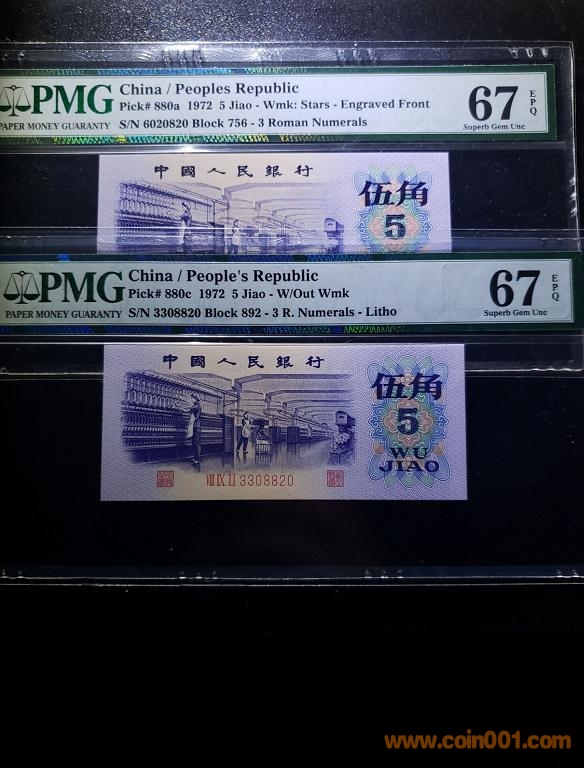 PMG
PAPER MONEY GUARANTY
China / Peoples Republic
Pick# 880a 1972 5 Jiao - Wmk: Stars - Engraved Front
S/N 6020820 Block 756 - 3 Roman Numerals
67
EPQ
Superb Gem Unc
中國人民銀行
伍角
5
PMG
PAPER MONEY GUARANTY
China / People's Republic
Pick# 880c 1972 5 Jiao - W/Out Wmk
S/N 3308820 Block 892 - 3 R. Numerals - Litho
67
EPQ
Superb Gem Unc
中國人民銀行
伍角
5
WU
JIAO
VIII IX II 3308820
www.coin001.com